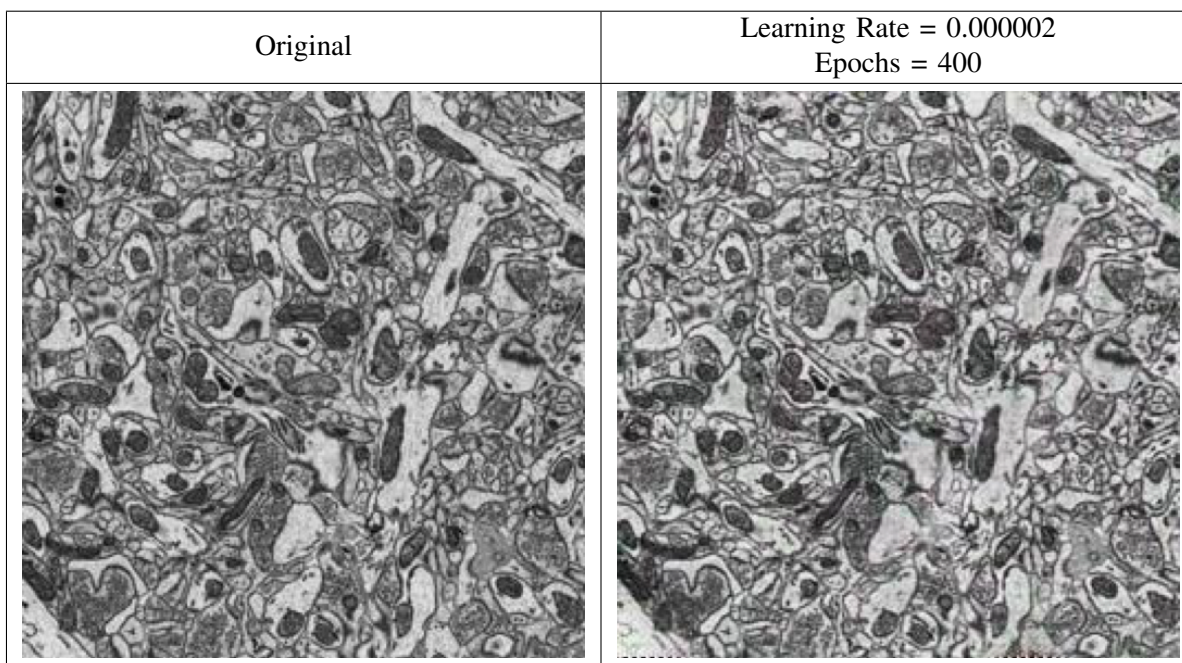 Original
Learning Rate = 0.000002
Epochs = 400